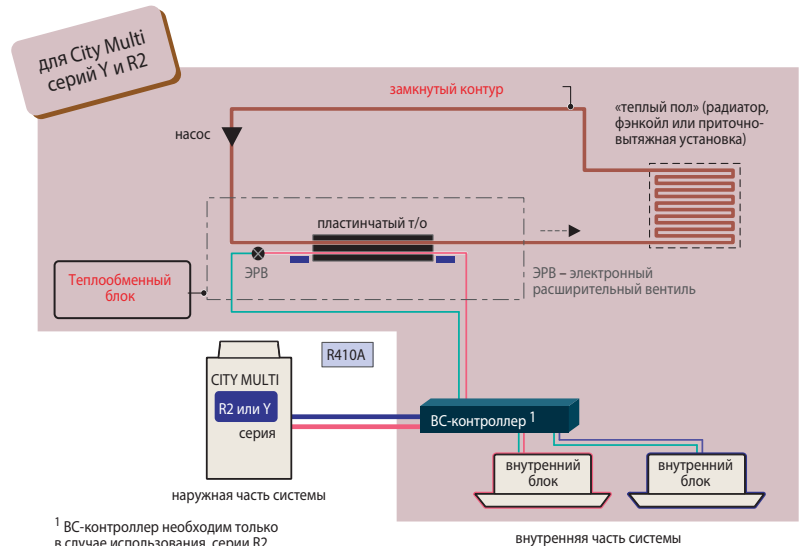 для City Multi
серий Y и R2
замкнутый контур
«теплый пол» (радиатор,
фэнкойл или приточно-
вытяжная установка)
насос
пластинчатый т/о
ЭРВ
ЭРВ – электронный
расширительный вентиль
Теплообменный
блок
R410A
CITY MULTI
R2 или Y
серия
BC-контроллер 1
внутренний
блок
внутренний
блок
наружная часть системы
1 BC-контроллер необходим только
в случае использования серии R2
внутренняя часть системы